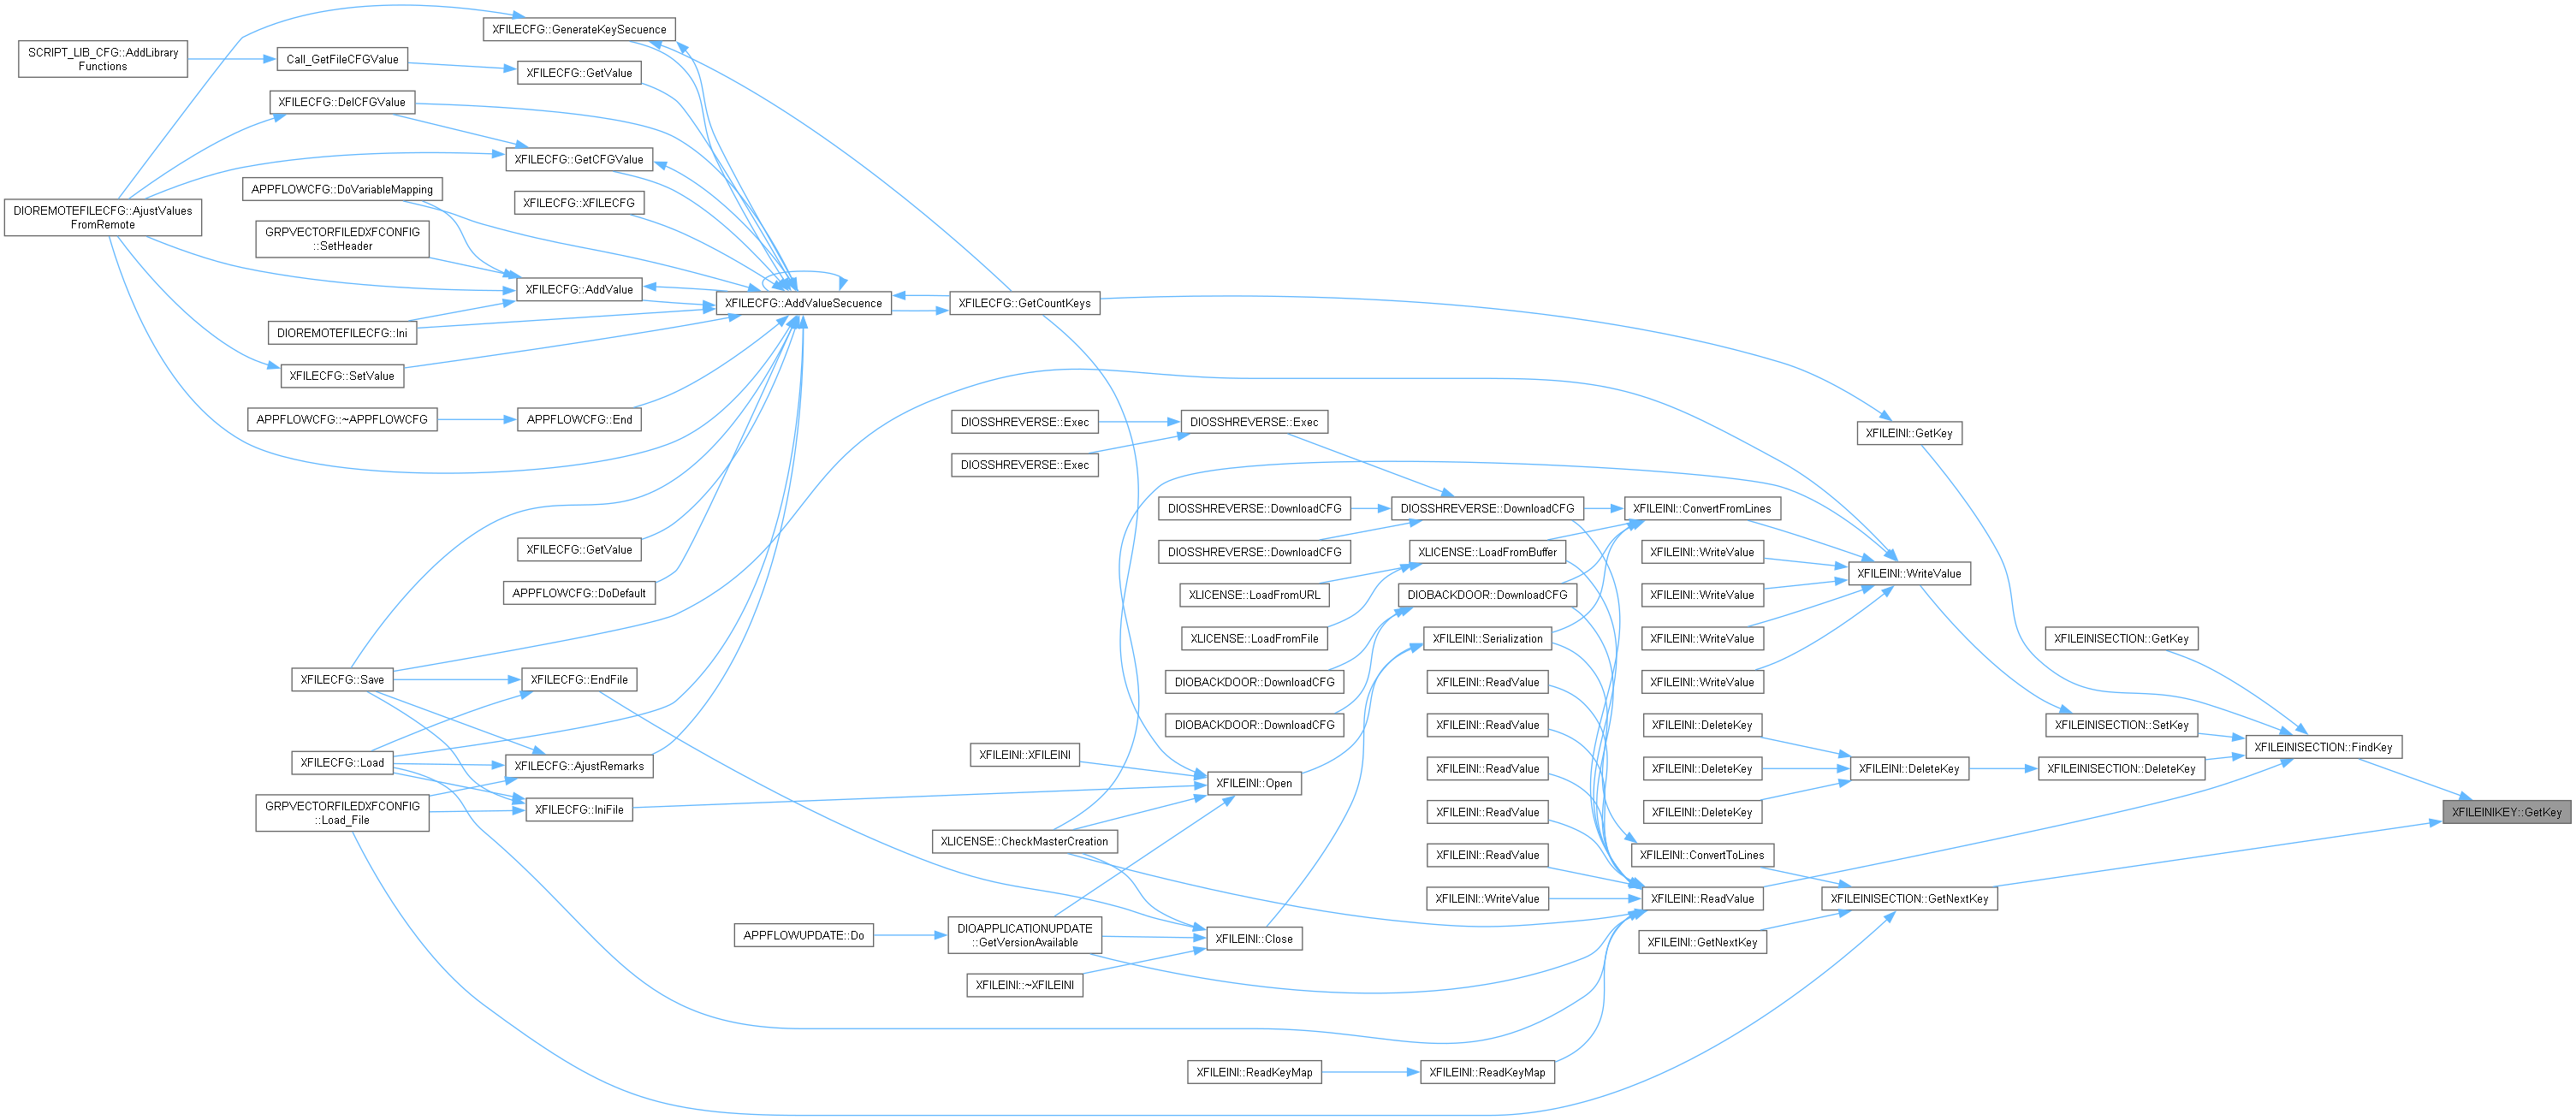 XFILECFG::GenerateKeySecuence
SCRIPT_LIB_CFG::AddLibrary
Functions
Call_GetFileCFGValue
XFILECFG::GetValue
XFILECFG::DelCFGValue
XFILECFG::GetCFGValue
APPFLOWCFG::DoVariableMapping
XFILECFG::XFILECFG
DIOREMOTEFILECFG::AjustValues
FromRemote
GRPVECTORFILEDXFCONFIG
::SetHeader
XFILECFG::AddValue
XFILECFG::AddValueSecuence
XFILECFG::GetCountKeys
DIOREMOTEFILECFG::Ini
XFILECFG::SetValue
APPFLOWCFG::~APPFLOWCFG
APPFLOWCFG::End
DIOSSHREVERSE::Exec
DIOSSHREVERSE::Exec
XFILEINI::GetKey
DIOSSHREVERSE::Exec
DIOSSHREVERSE::DownloadCFG
DIOSSHREVERSE::DownloadCFG
XFILEINI::ConvertFromLines
XFILECFG::GetValue
DIOSSHREVERSE::DownloadCFG
XLICENSE::LoadFromBuffer
XFILEINI::WriteValue
XFILEINI::WriteValue
APPFLOWCFG::DoDefault
XLICENSE::LoadFromURL
DIOBACKDOOR::DownloadCFG
XFILEINI::WriteValue
XLICENSE::LoadFromFile
XFILEINI::Serialization
XFILEINI::WriteValue
XFILEINISECTION::GetKey
XFILECFG::Save
XFILECFG::EndFile
DIOBACKDOOR::DownloadCFG
XFILEINI::ReadValue
XFILEINI::WriteValue
DIOBACKDOOR::DownloadCFG
XFILEINI::ReadValue
XFILEINI::DeleteKey
XFILEINISECTION::SetKey
XFILEINISECTION::FindKey
XFILECFG::Load
XFILECFG::AjustRemarks
XFILEINI::XFILEINI
XFILEINI::ReadValue
XFILEINI::DeleteKey
XFILEINI::DeleteKey
XFILEINISECTION::DeleteKey
XFILEINI::Open
GRPVECTORFILEDXFCONFIG
::Load_File
XFILECFG::IniFile
XFILEINI::ReadValue
XFILEINI::DeleteKey
XFILEINIKEY::GetKey
XLICENSE::CheckMasterCreation
XFILEINI::ReadValue
XFILEINI::ConvertToLines
XFILEINI::WriteValue
XFILEINI::ReadValue
XFILEINISECTION::GetNextKey
APPFLOWUPDATE::Do
DIOAPPLICATIONUPDATE
::GetVersionAvailable
XFILEINI::Close
XFILEINI::GetNextKey
XFILEINI::~XFILEINI
XFILEINI::ReadKeyMap
XFILEINI::ReadKeyMap